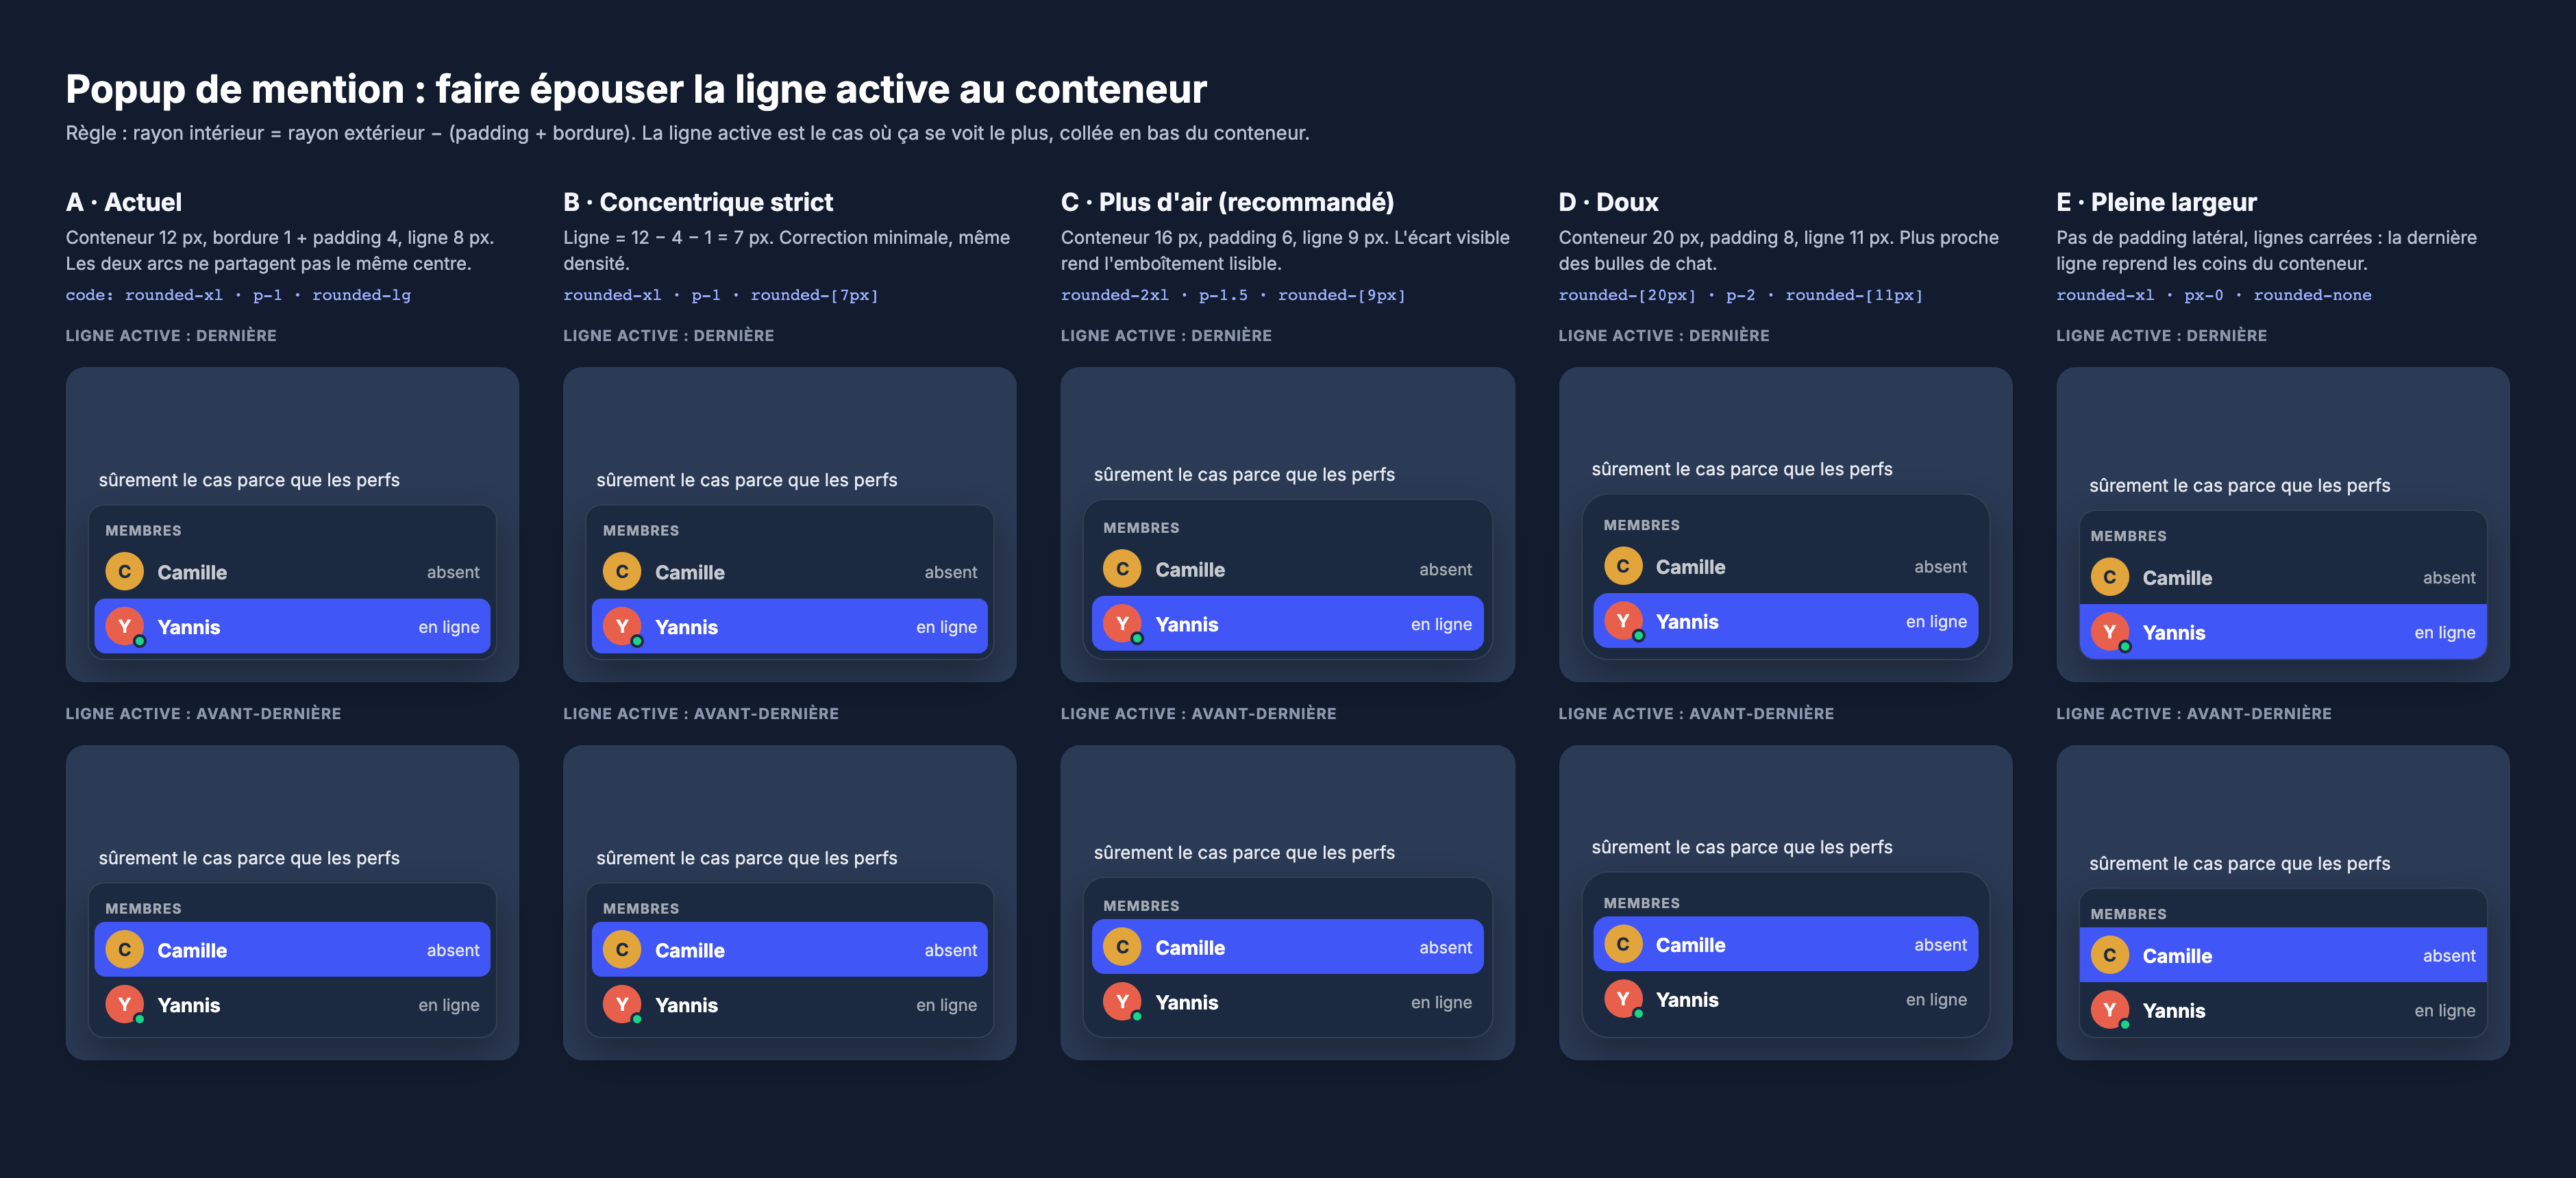 Popup de mention : faire épouser la ligne active au conteneur
Règle : rayon intérieur = rayon extérieur − (padding + bordure). La ligne active est le cas où ça se voit le plus, collée en bas du conteneur.
A · Actuel
Conteneur 12 px, bordure 1 + padding 4, ligne 8 px.
Les deux arcs ne partagent pas le même centre.
code: rounded-xl · p-1 · rounded-lg
LIGNE ACTIVE : DERNIÈRE
sûrement le cas parce que les perfs
MEMBRES
C Camille absent
Y Yannis en ligne
LIGNE ACTIVE : AVANT-DERNIÈRE
sûrement le cas parce que les perfs
MEMBRES
C Camille absent
Y Yannis en ligne
B · Concentrique strict
Ligne = 12 − 4 − 1 = 7 px. Correction minimale, même
densité.
rounded-xl · p-1 · rounded-[7px]
LIGNE ACTIVE : DERNIÈRE
sûrement le cas parce que les perfs
MEMBRES
C Camille absent
Y Yannis en ligne
LIGNE ACTIVE : AVANT-DERNIÈRE
sûrement le cas parce que les perfs
MEMBRES
C Camille absent
Y Yannis en ligne
C · Plus d'air (recommandé)
Conteneur 16 px, padding 6, ligne 9 px. L'écart visible
rend l'emboîtement lisible.
rounded-2xl · p-1.5 · rounded-[9px]
LIGNE ACTIVE : DERNIÈRE
sûrement le cas parce que les perfs
MEMBRES
C Camille absent
Y Yannis en ligne
LIGNE ACTIVE : AVANT-DERNIÈRE
sûrement le cas parce que les perfs
MEMBRES
C Camille absent
Y Yannis en ligne
D · Doux
Conteneur 20 px, padding 8, ligne 11 px. Plus proche
des bulles de chat.
rounded-[20px] · p-2 · rounded-[11px]
LIGNE ACTIVE : DERNIÈRE
sûrement le cas parce que les perfs
MEMBRES
C Camille absent
Y Yannis en ligne
LIGNE ACTIVE : AVANT-DERNIÈRE
sûrement le cas parce que les perfs
MEMBRES
C Camille absent
Y Yannis en ligne
E · Pleine largeur
Pas de padding latéral, lignes carrées : la dernière
ligne reprend les coins du conteneur.
rounded-xl · px-0 · rounded-none
LIGNE ACTIVE : DERNIÈRE
sûrement le cas parce que les perfs
MEMBRES
C Camille absent
Y Yannis en ligne
LIGNE ACTIVE : AVANT-DERNIÈRE
sûrement le cas parce que les perfs
MEMBRES
C Camille absent
Y Yannis en ligne